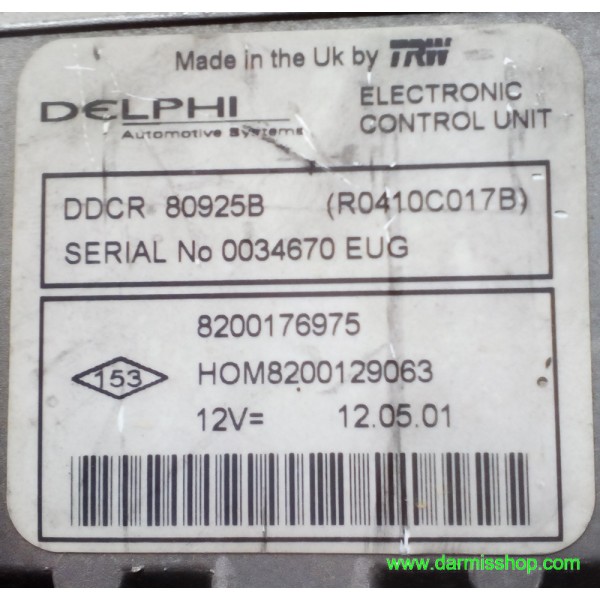 Made in the Uk by TRW
DELPHI
Automotive Systems
ELECTRONIC
CONTROL UNIT
DDCR 80925B (R0410C017B)
SERIAL No 0034670 EUG
8200176975
153
HOM8200129063
12V= 12.05.01
www.darmisshop.com